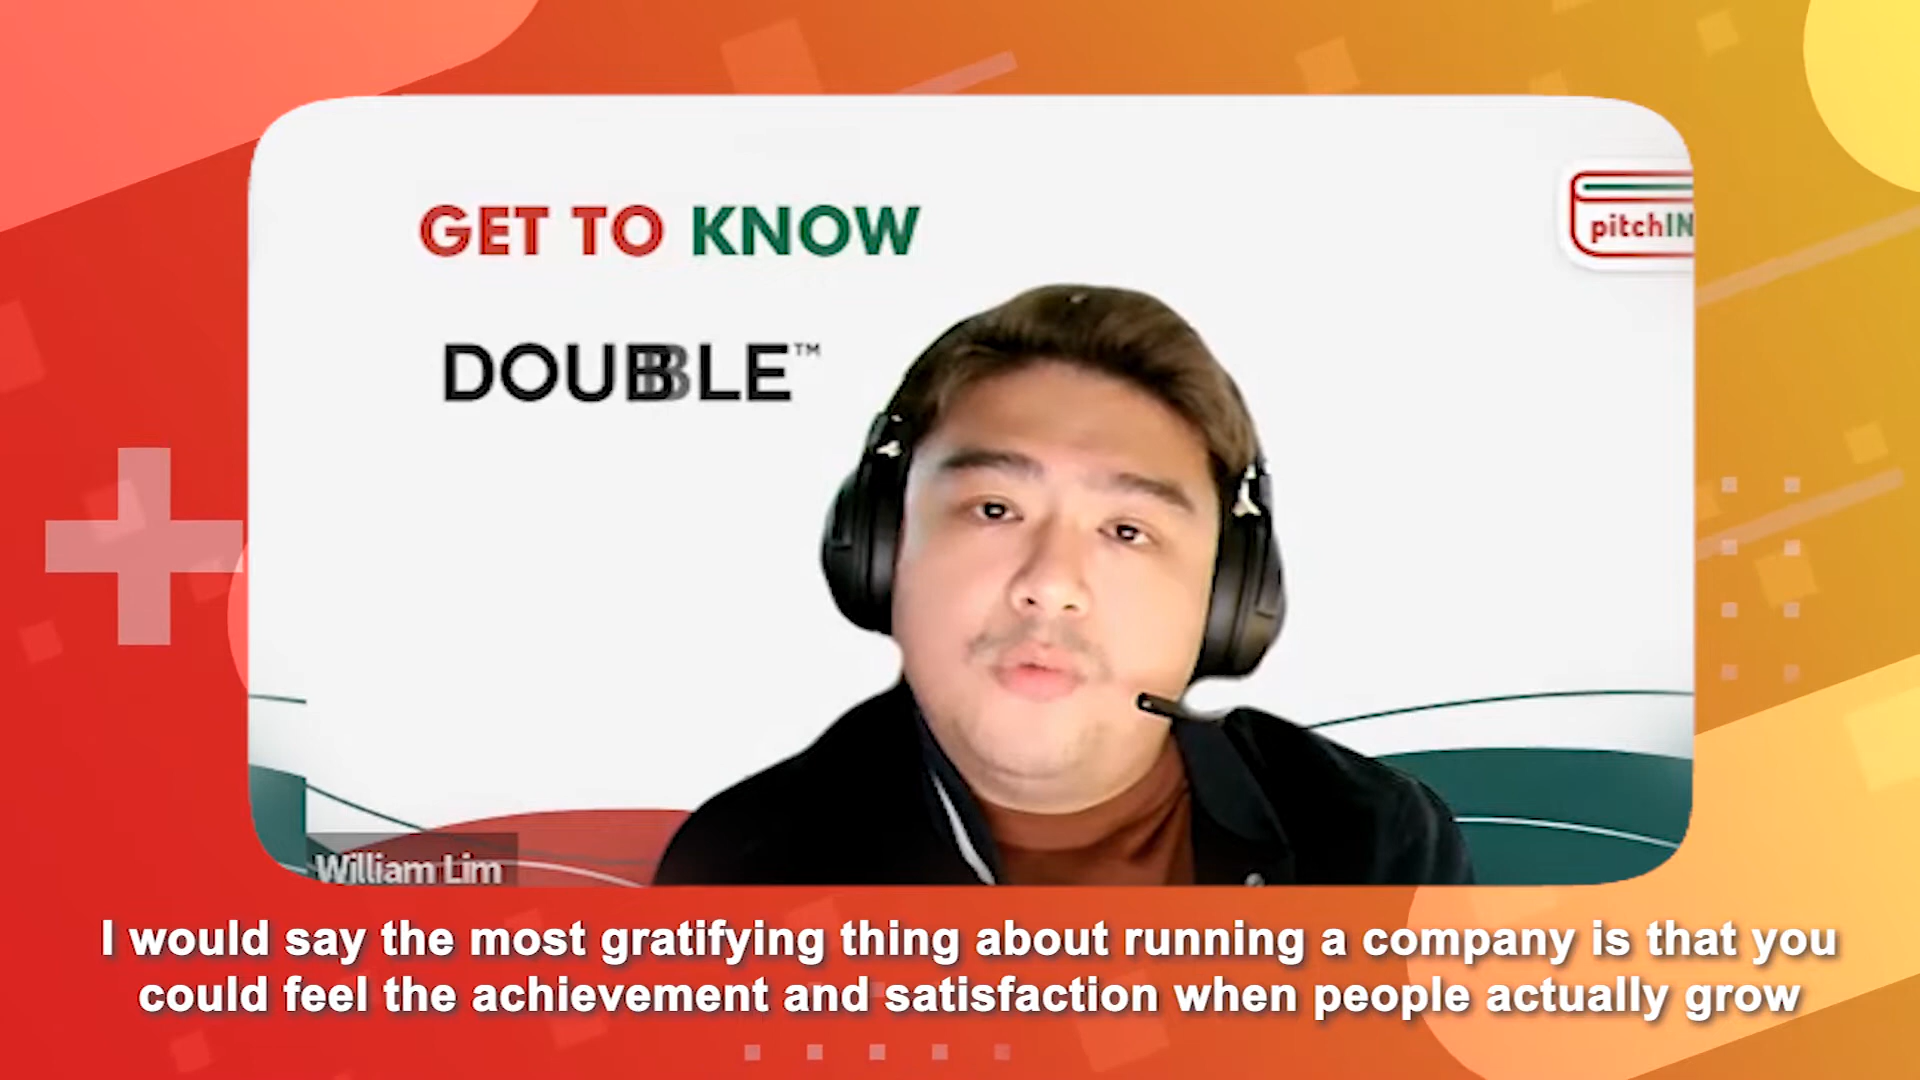 GET TO KNOW
pitchIN
DOUBBLE™
William Lim
I would say the most gratifying thing about running a company is that you
could feel the achievement and satisfaction when people actually grow